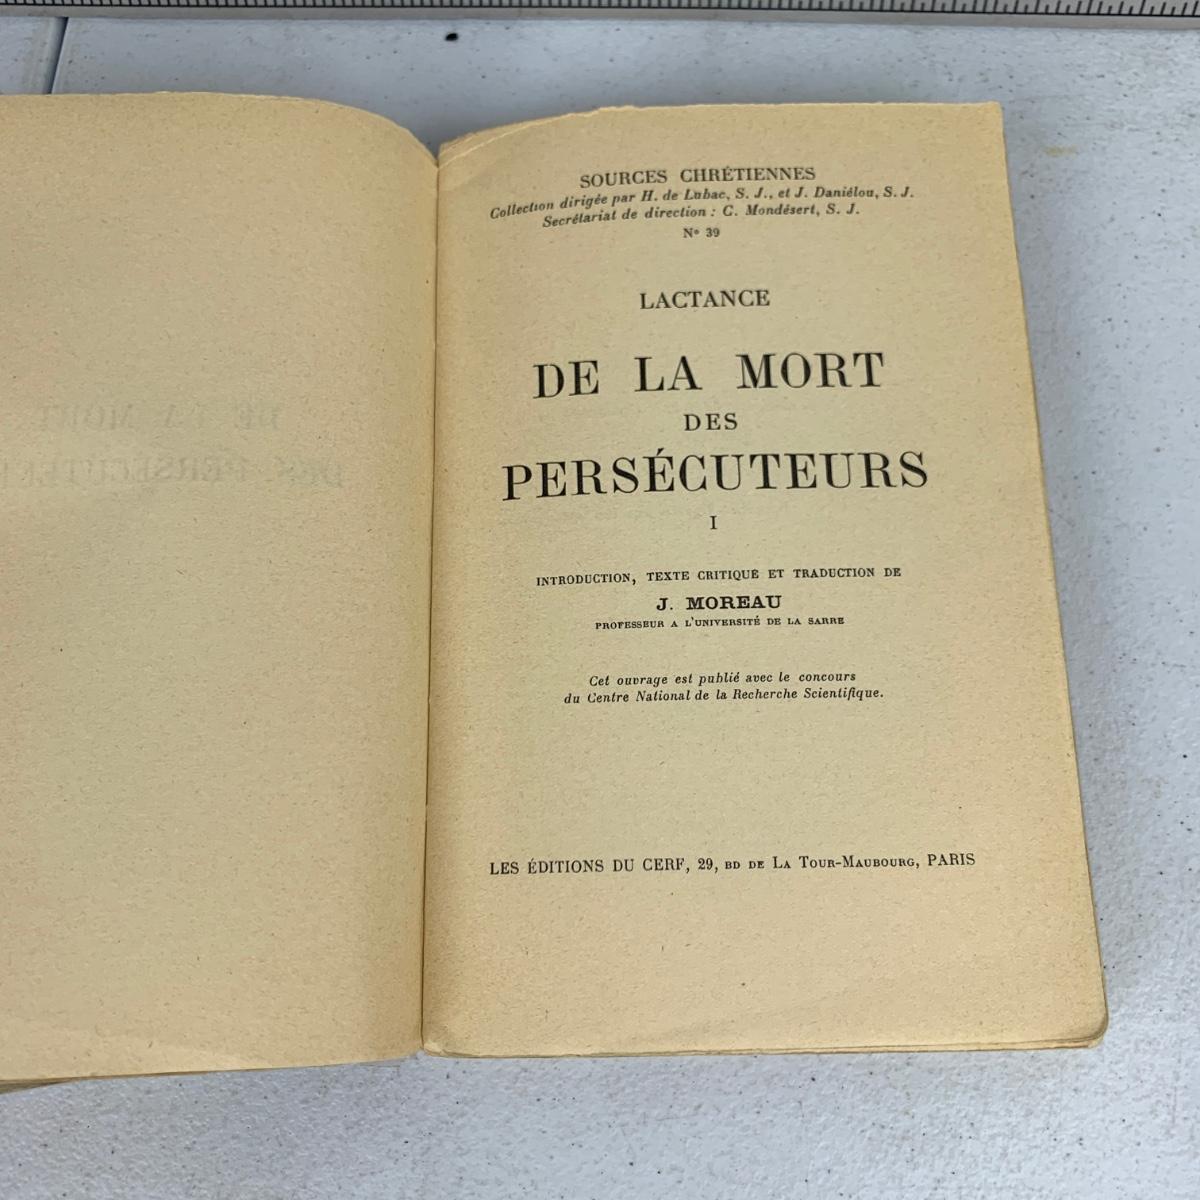 SOURCES CHRÉTIENNES
Collection dirigée par H. de Lubac, S. J., et J. Daniélou, S. J.
Secrétariat de direction : C. Mondésert, S. J.
Nº 39
LACTANCE
DE LA MORT
DES
PERSÉCUTEURS
I
INTRODUCTION, TEXTE CRITIQUE ET TRADUCTION DE
J. MOREAU
PROFESSEUR A L'UNIVERSITÉ DE LA SARRE
Cet ouvrage est publié avec le concours
du Centre National de la Recherche Scientifique.
LES ÉDITIONS DU CERF, 29, BD DE LA TOUR-MAUBOURG, PARIS